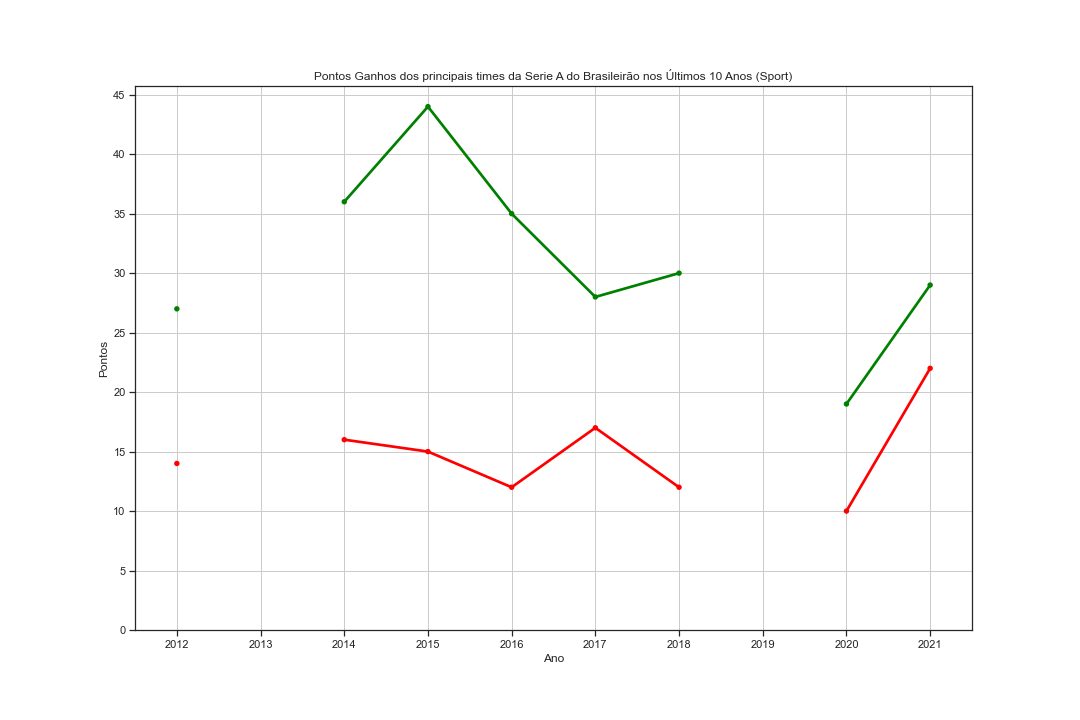 Pontos Ganhos dos principais times da Serie A do Brasileirão nos Últimos 10 Anos (Sport)
45
40
35
30
25
20
15
10
5
0
Pontos
2012 2013 2014 2015 2016 2017 2018 2019 2020 2021
Ano